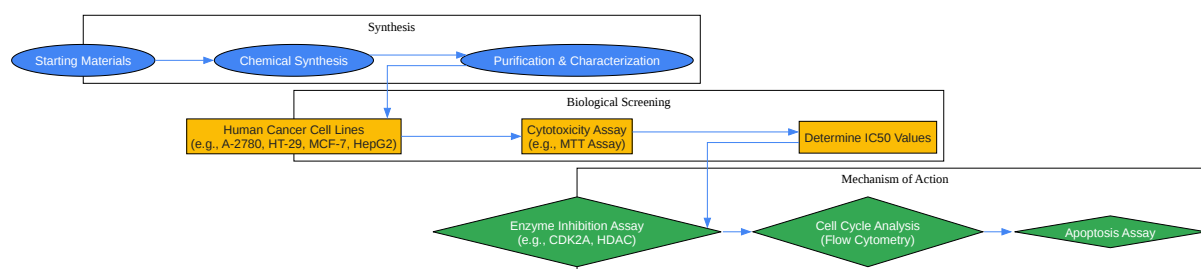 Synthesis
Starting Materials
Chemical Synthesis
Purification & Characterization
Biological Screening
Human Cancer Cell Lines
(e.g., A-2780, HT-29, MCF-7, HepG2)
Cytotoxicity Assay
(e.g., MTT Assay)
Determine IC50 Values
Mechanism of Action
Enzyme Inhibition Assay
(e.g., CDK2A, HDAC)
Cell Cycle Analysis
(Flow Cytometry)
Apoptosis Assay